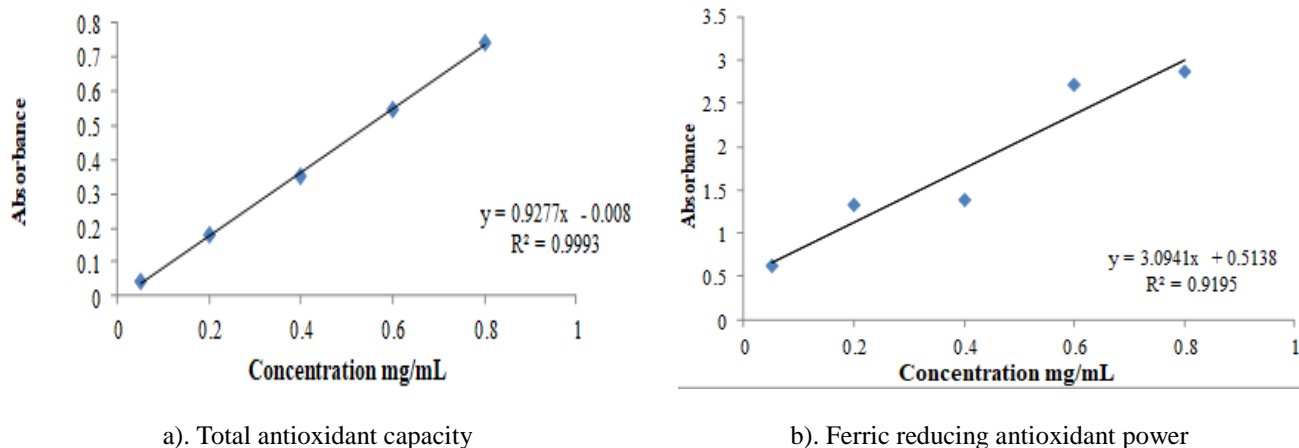 0.8
0.7
0.6
0.5
0.4
0.3
0.2
0.1
0
Absorbance
y = 0.9277x - 0.008
R² = 0.9993
0 0.2 0.4 0.6 0.8 1
Concentration mg/mL
a). Total antioxidant capacity
3.5
3
2.5
2
1.5
1
0.5
0
Absorbance
y = 3.0941x + 0.5138
R² = 0.9195
0 0.2 0.4 0.6 0.8 1
Concentration mg/mL
b). Ferric reducing antioxidant power